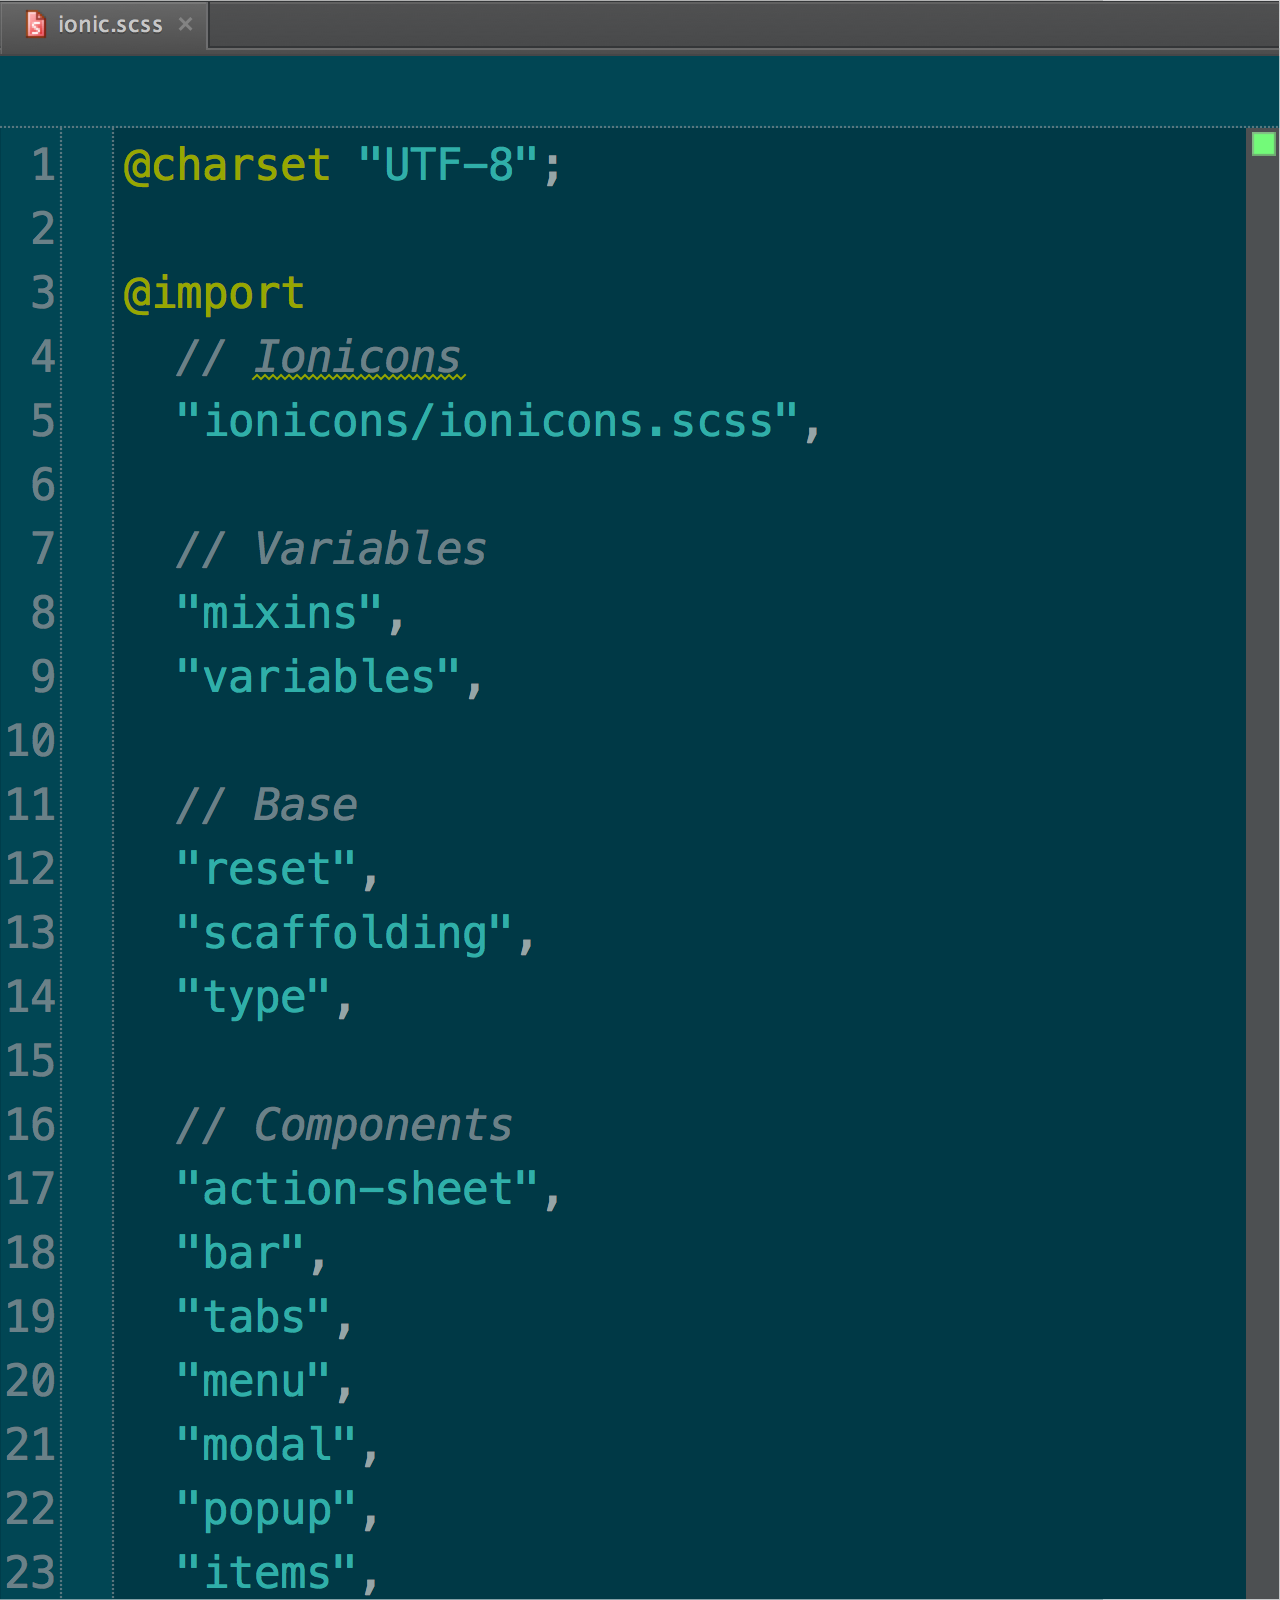 ionic.scss ×
1 @charset "UTF-8";
2
3 @import
4 // Ionicons
5 "ionicons/ionicons.scss",
6
7 // Variables
8 "mixins",
9 "variables",
10
11 // Base
12 "reset",
13 "scaffolding",
14 "type",
15
16 // Components
17 "action-sheet",
18 "bar",
19 "tabs",
20 "menu",
21 "modal",
22 "popup",
23 "items",